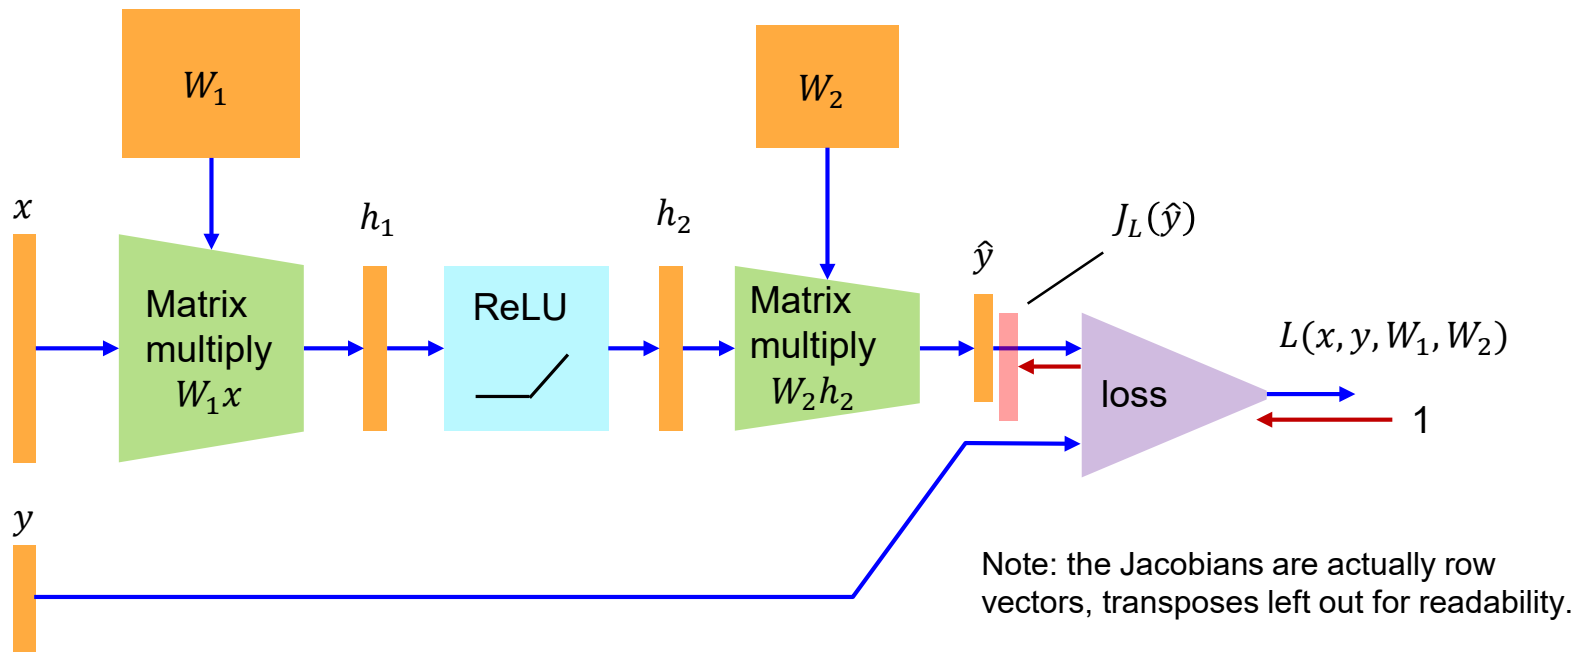 W₁
W₂
x
h₁
h₂
ŷ
J_L(ŷ)
Matrix
multiply
W₁x
ReLU
Matrix
multiply
W₂h₂
loss
L(x, y, W₁, W₂)
1
y
Note: the Jacobians are actually row
vectors, transposes left out for readability.